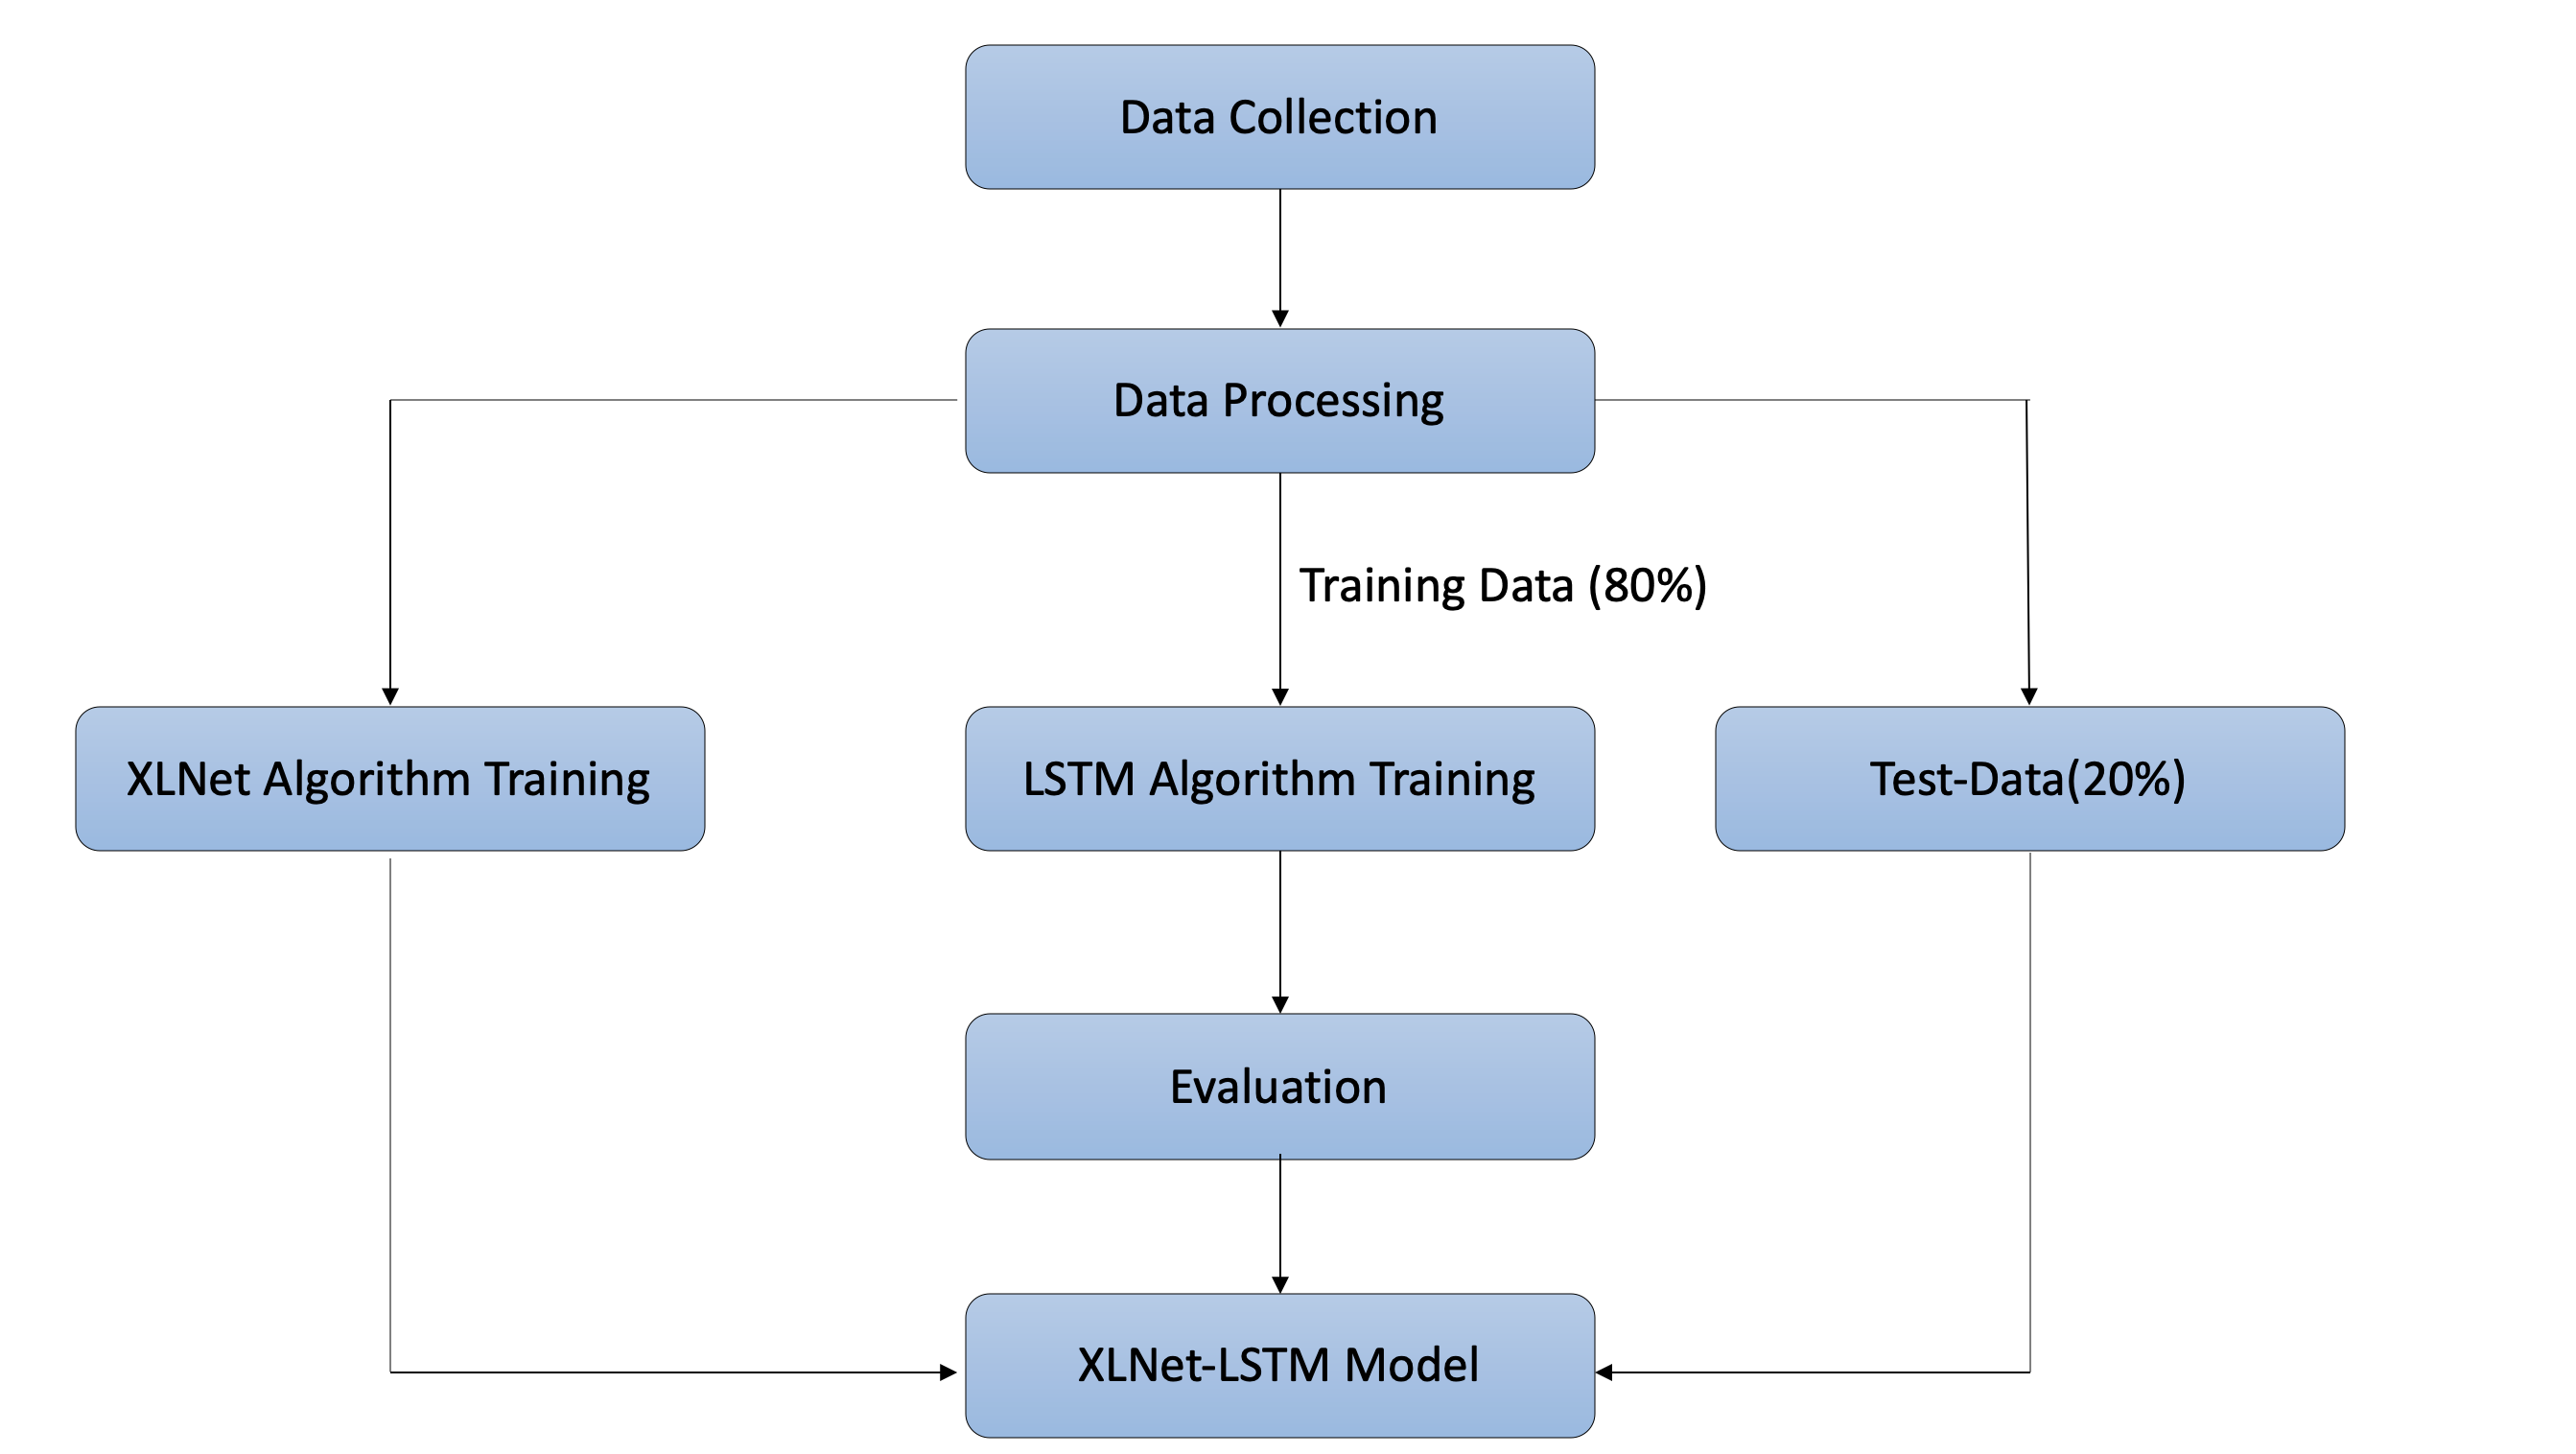 Data Collection
Data Processing
Training Data (80%)
XLNet Algorithm Training
LSTM Algorithm Training
Test-Data(20%)
Evaluation
XLNet-LSTM Model